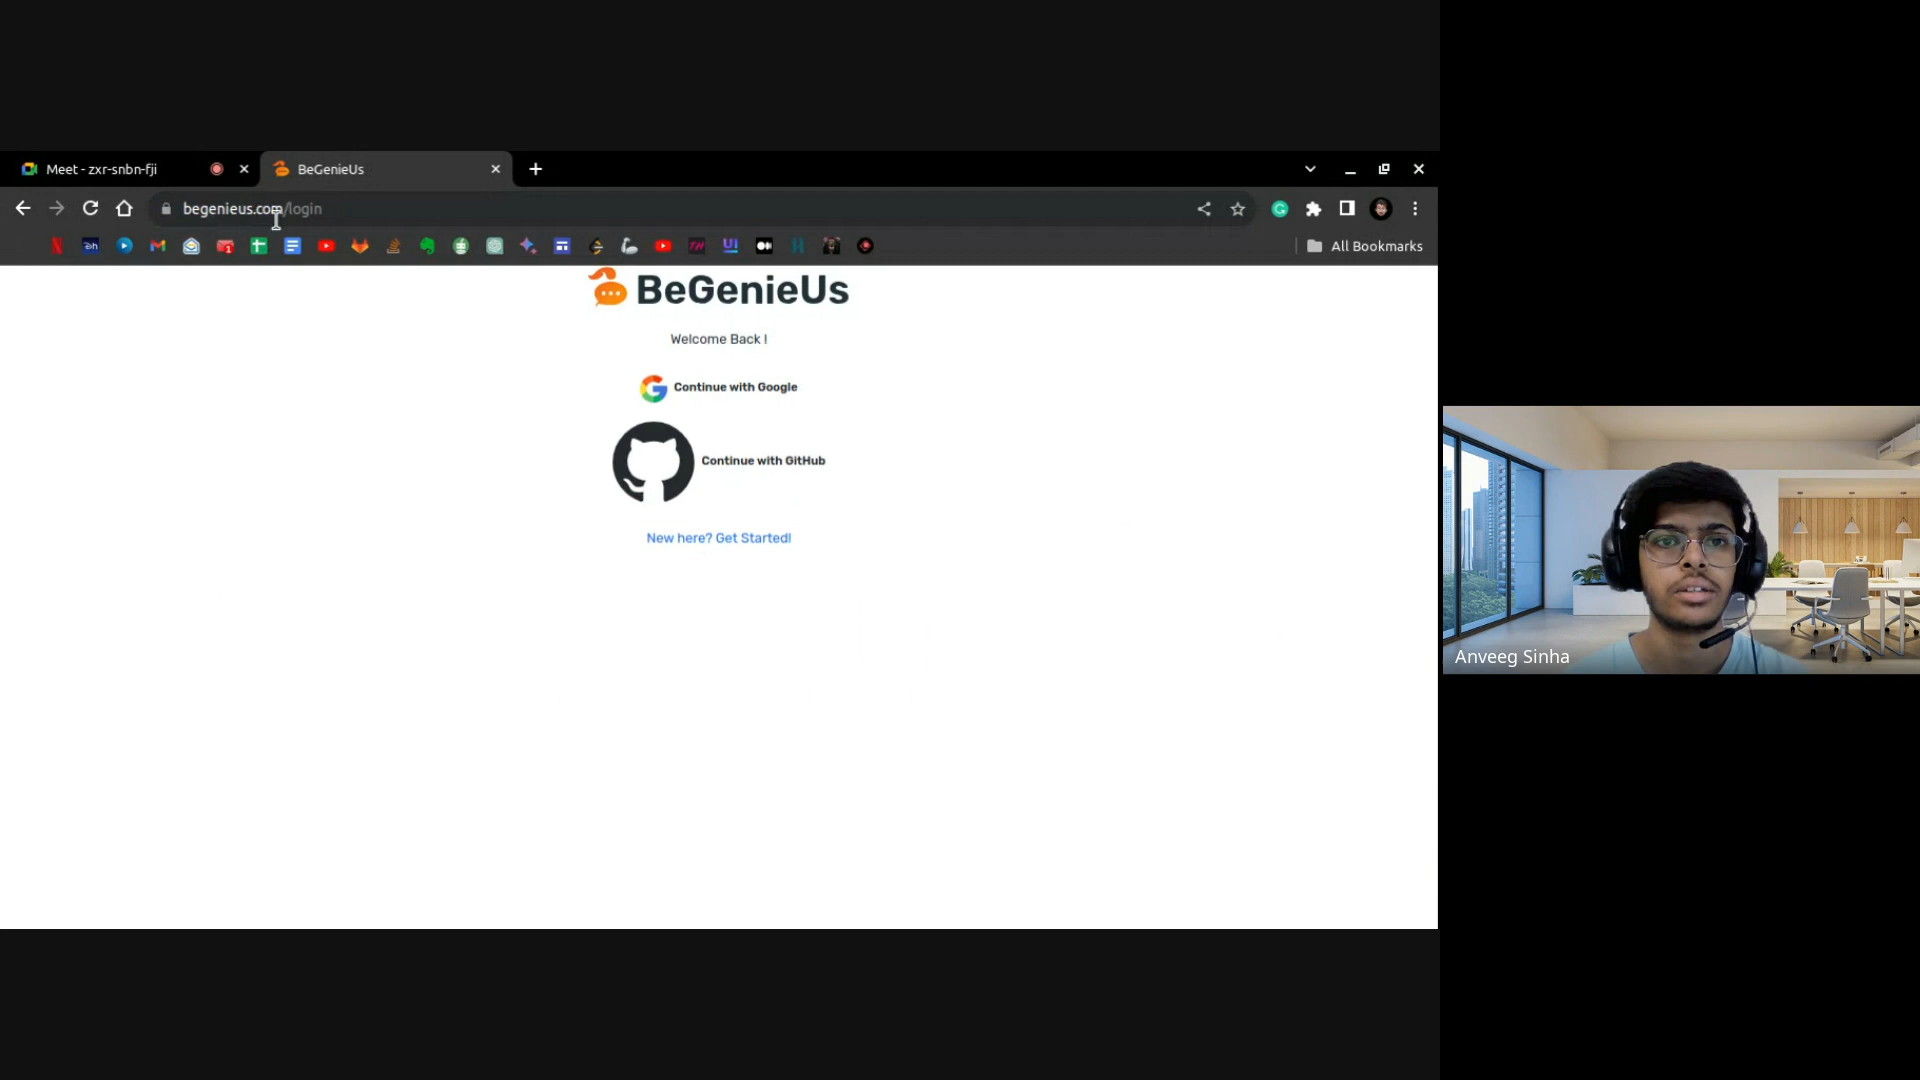 Meet - zxr-snbn-fji
BeGenieUs
begenieus.com/login
All Bookmarks
BeGenieUs
Welcome Back !
Continue with Google
Continue with GitHub
New here? Get Started!
Anveeg Sinha